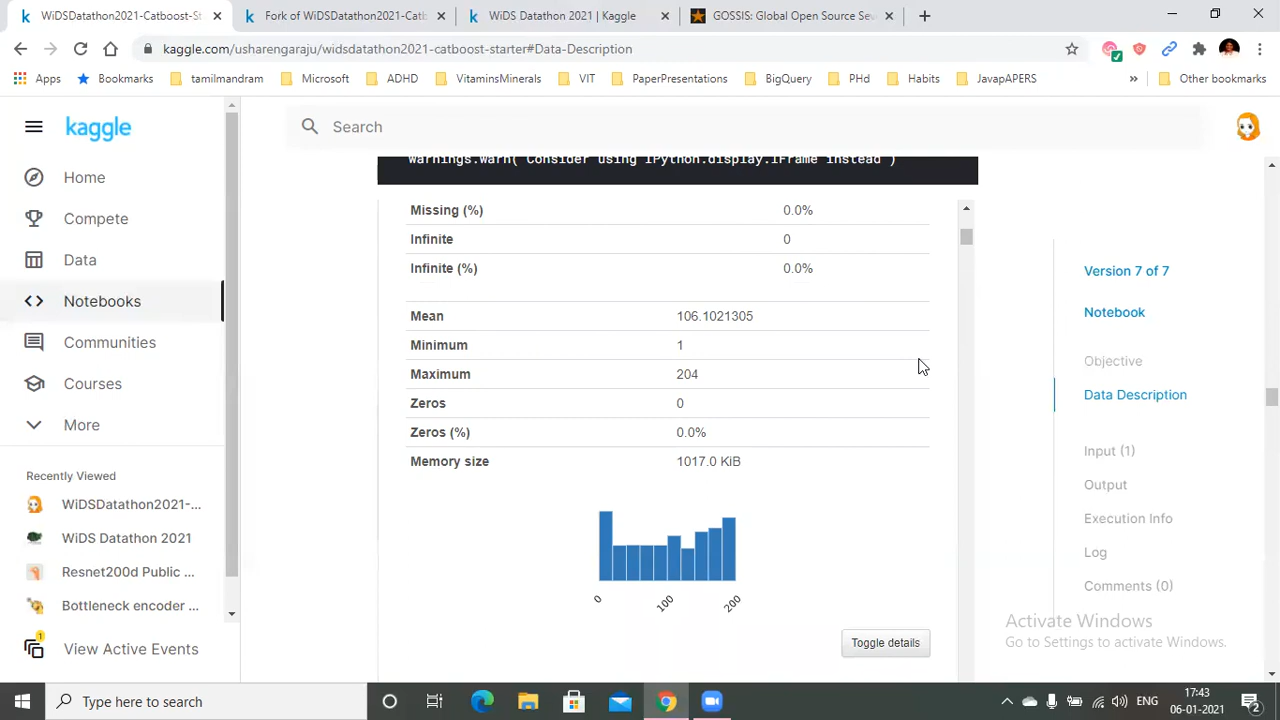 WiDSDatathon2021-Catboost-St
Fork of WiDSDatathon2021-Cat
WiDS Datathon 2021 | Kaggle
GOSSIS: Global Open Source Sev
kaggle.com/usharengaraju/widsdatathon2021-catboost-starter#Data-Description
Apps
Bookmarks
tamilmandram
Microsoft
ADHD
VitaminsMinerals
VIT
PaperPresentations
BigQuery
PHd
Habits
JavapAPERS
»
Other bookmarks
kaggle
Search
Home
Compete
Data
Notebooks
Communities
Courses
More
Recently Viewed
WiDSDatathon2021-...
WiDS Datathon 2021
Resnet200d Public ...
Bottleneck encoder ...
1
View Active Events
warnings.warn("Consider using IPython.display.IFrame instead")
Missing (%) 0.0%
Infinite 0
Infinite (%) 0.0%
Mean 106.1021305
Minimum 1
Maximum 204
Zeros 0
Zeros (%) 0.0%
Memory size 1017.0 KiB
0 100 200
Toggle details
Version 7 of 7
Notebook
Objective
Data Description
Input (1)
Output
Execution Info
Log
Comments (0)
Activate Windows
Go to Settings to activate Windows.
Type here to search
ENG
17:43
06-01-2021
2